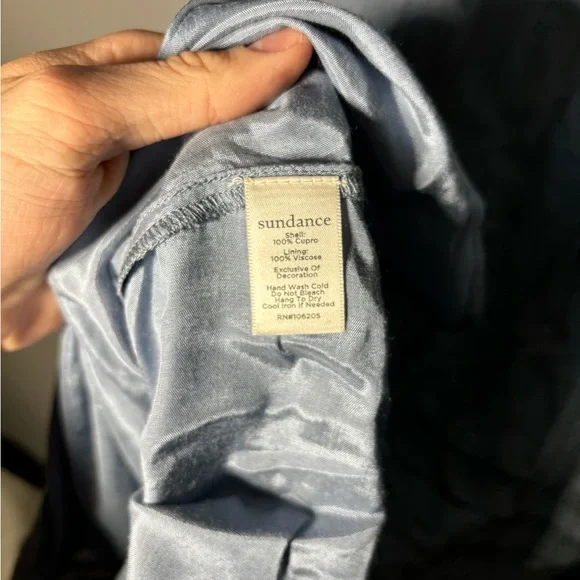 sundance
Shell:
100% Cupro
Lining:
100% Viscose
Exclusive Of
Decoration
Hand Wash Cold
Do Not Bleach
Hang To Dry
Cool Iron If Needed
RN#106205